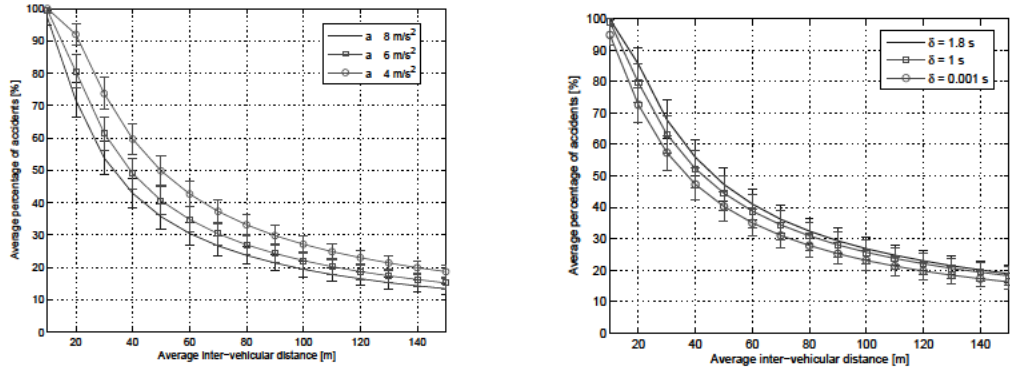 100
90
80
70
60
50
40
30
20
10
0
20 40 60 80 100 120 140
Average percentage of accidents [%]
Average inter−vehicular distance [m]
a 8 m/s²
a 6 m/s²
a 4 m/s²
100
90
80
70
60
50
40
30
20
10
0
20 40 60 80 100 120 140
Average percentage of accidents [%]
Average inter−vehicular distance [m]
δ = 1.8 s
δ = 1 s
δ = 0.001 s